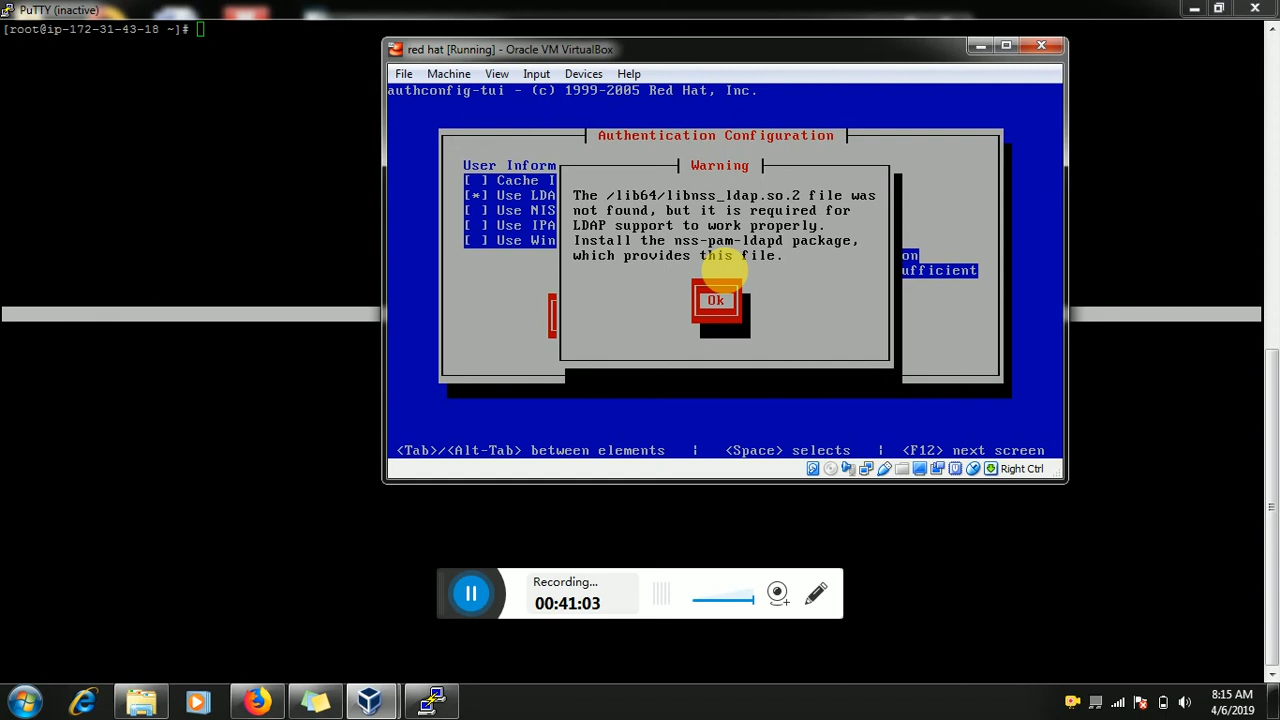 PuTTY (inactive)
[root@ip-172-31-43-18 ~]#
red hat [Running] - Oracle VM VirtualBox
File Machine View Input Devices Help
authconfig-tui - (c) 1999-2005 Red Hat, Inc.
Authentication Configuration
User Inform
[ ] Cache I
[*] Use LDA
[ ] Use NIS
[ ] Use IPA
[ ] Use Win
Warning
The /lib64/libnss_ldap.so.2 file was
not found, but it is required for
LDAP support to work properly.
Install the nss-pam-ldapd package,
which provides this file.
Ok
on
ufficient
<Tab>/<Alt-Tab> between elements | <Space> selects | <F12> next screen
Right Ctrl
Recording...
00:41:03
8:15 AM
4/6/2019